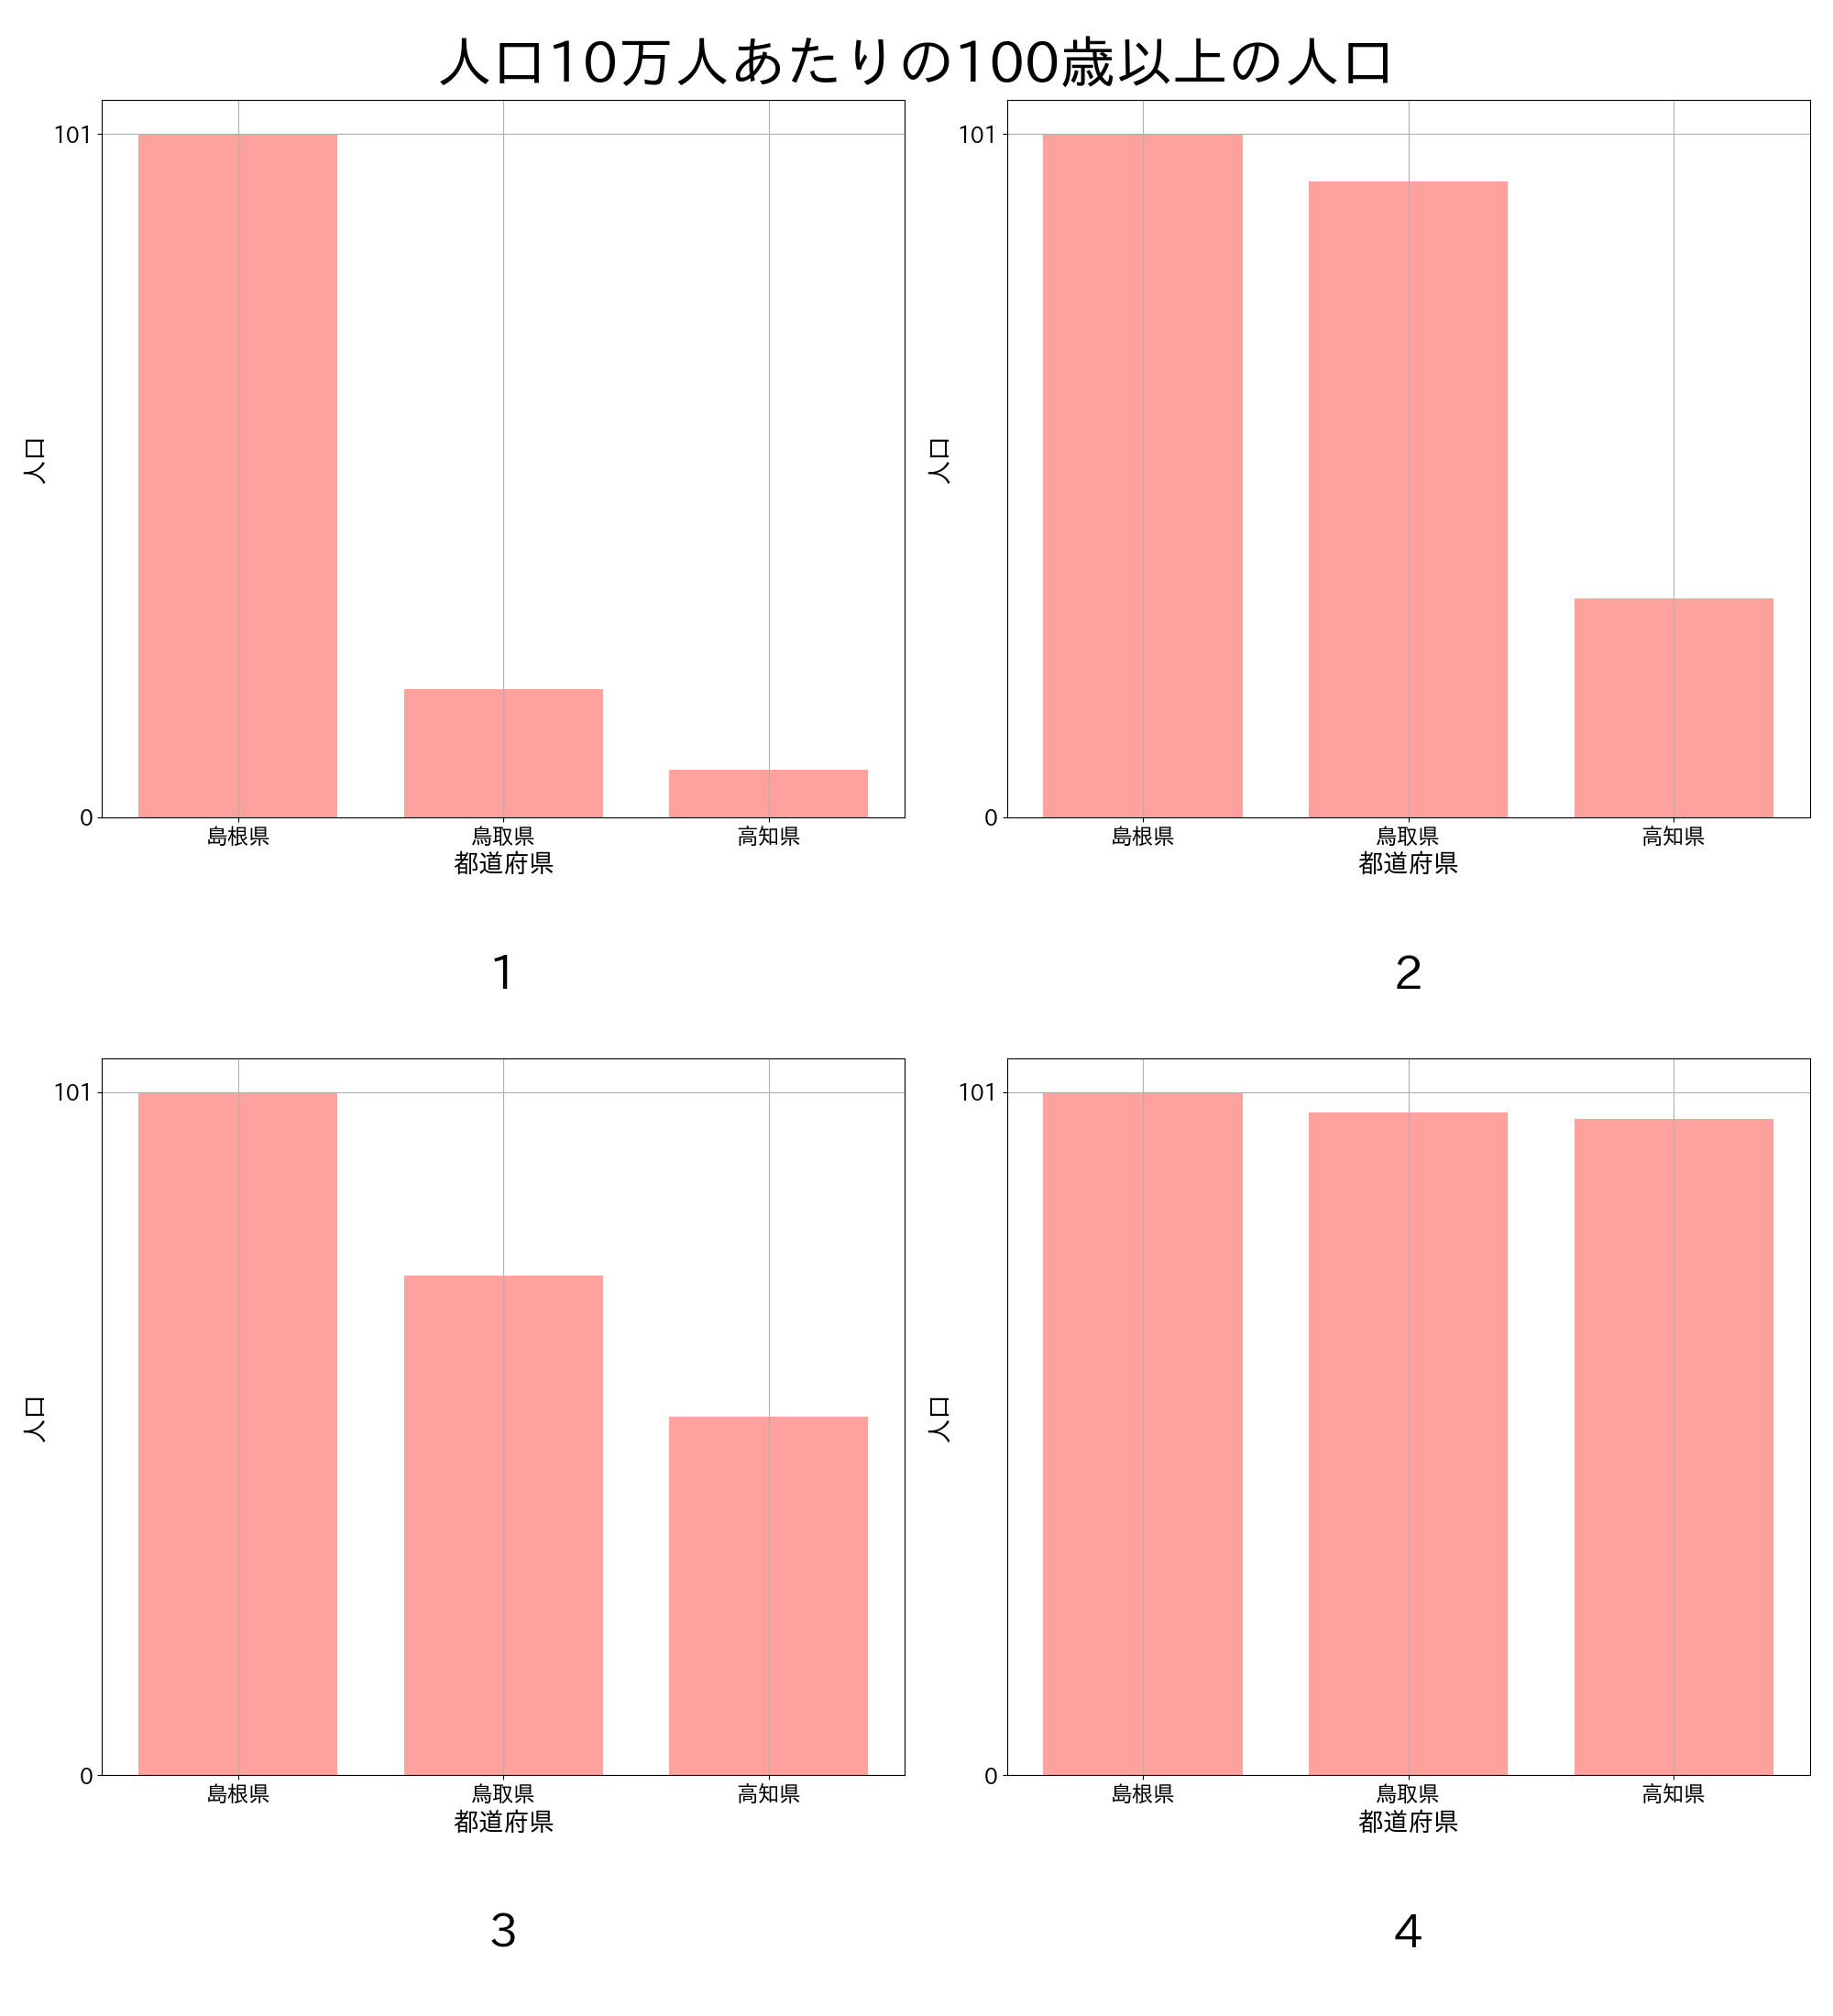 人口10万人あたりの100歳以上の人口
101
人口
0
島根県 鳥取県 高知県
都道府県
1
101
人口
0
島根県 鳥取県 高知県
都道府県
2
101
人口
0
島根県 鳥取県 高知県
都道府県
3
101
人口
0
島根県 鳥取県 高知県
都道府県
4